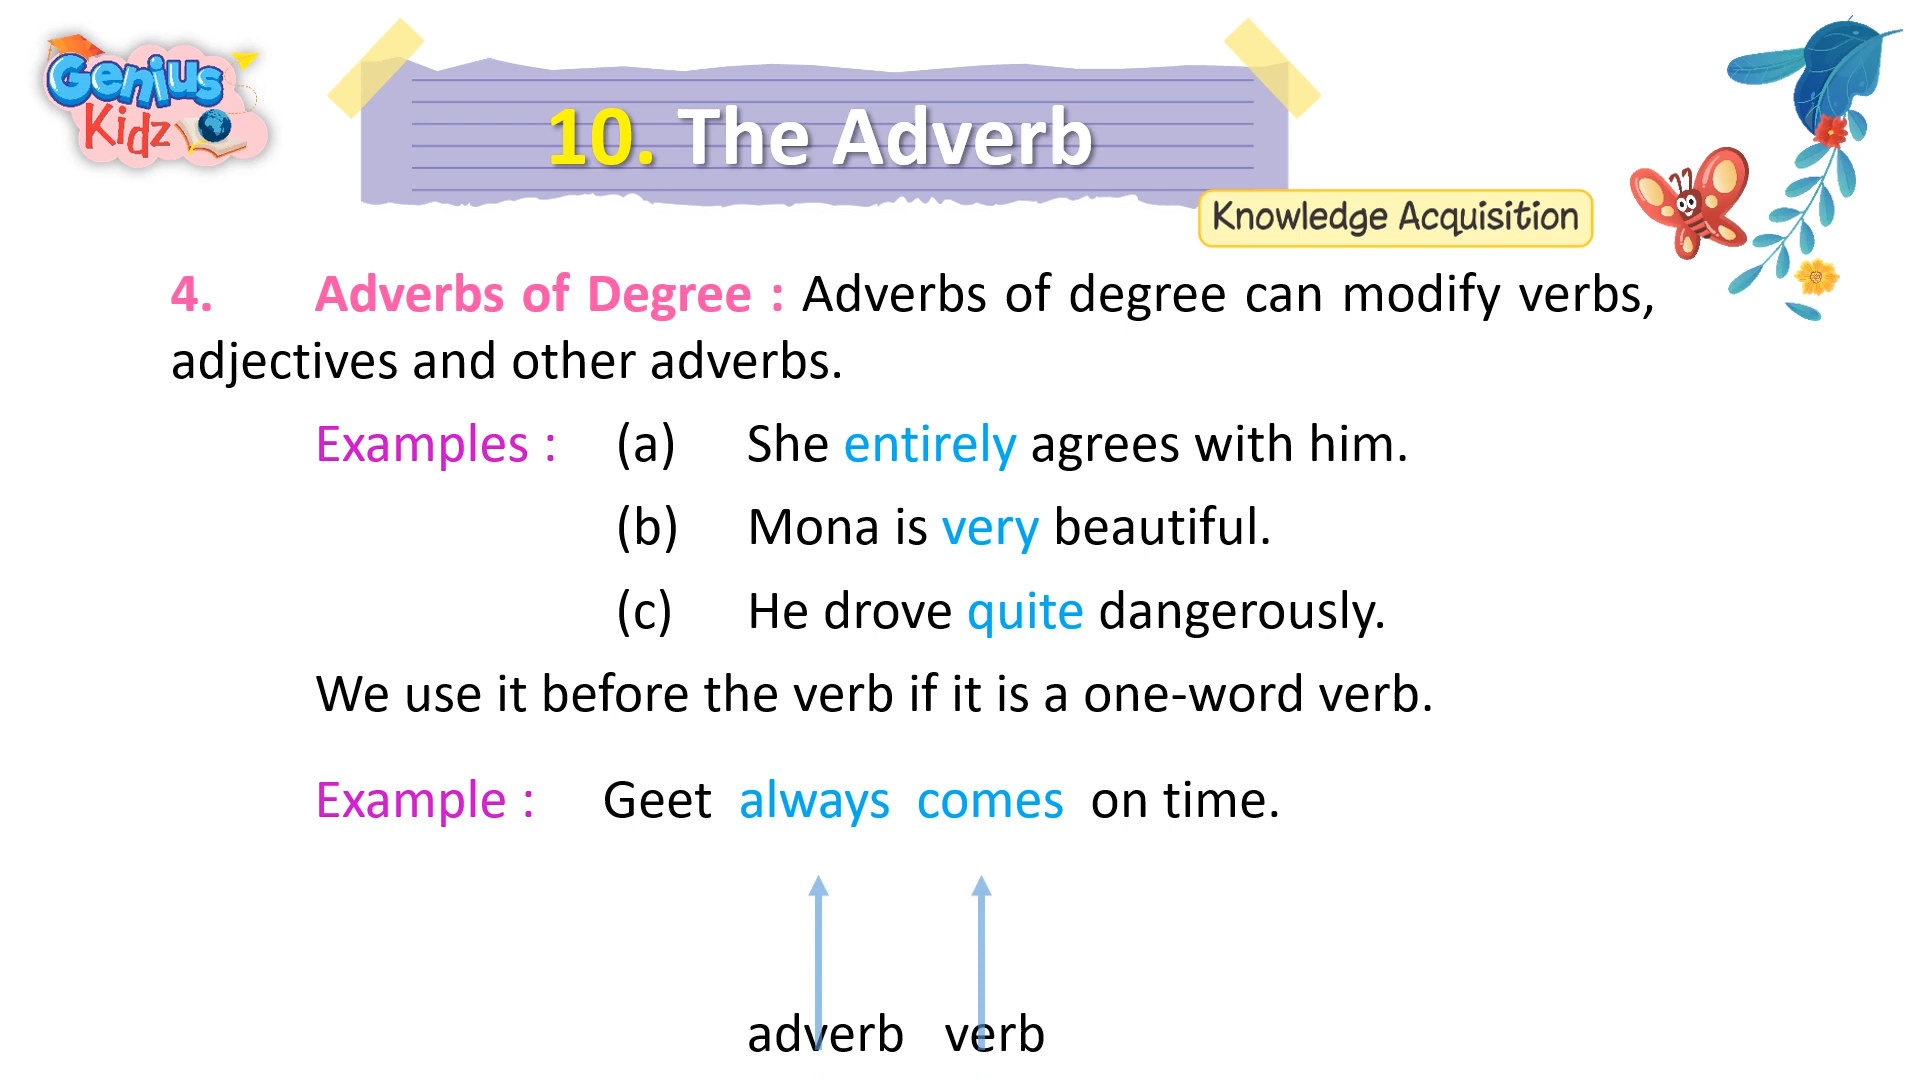 Genius
Kidz
10. The Adverb
Knowledge Acquisition
4. Adverbs of Degree : Adverbs of degree can modify verbs,
adjectives and other adverbs.
Examples : (a) She entirely agrees with him.
(b) Mona is very beautiful.
(c) He drove quite dangerously.
We use it before the verb if it is a one-word verb.
Example : Geet always comes on time.
adverb verb